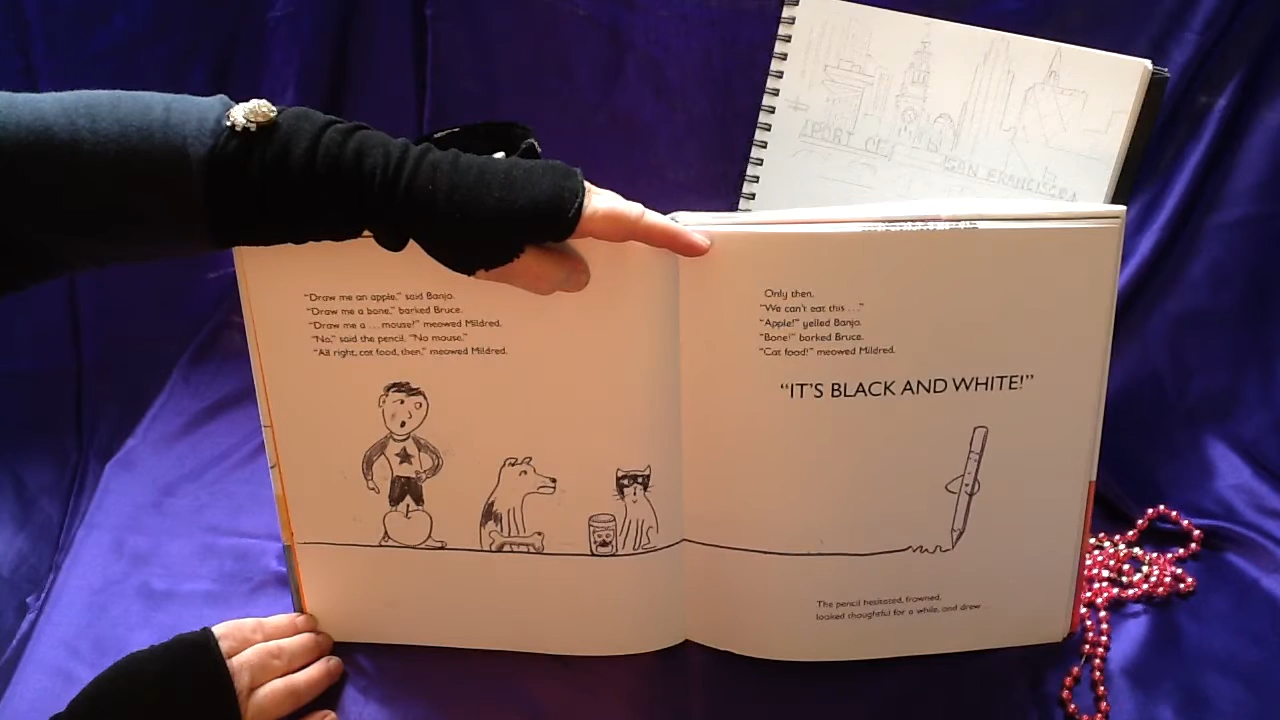 PORT OF SAN FRANCISCO
"Draw me an apple," said Banjo.
"Draw me a bone," barked Bruce.
"Draw me a ... mouse!" meowed Mildred.
"No," said the pencil. "No mouse."
"All right, cat food, then," meowed Mildred.
Only then,
"We can't eat this ..."
"Apple!" yelled Banjo.
"Bone!" barked Bruce.
"Cat food!" meowed Mildred.
"IT'S BLACK AND WHITE!"
The pencil hesitated, frowned,
looked thoughtful for a while, and drew ...